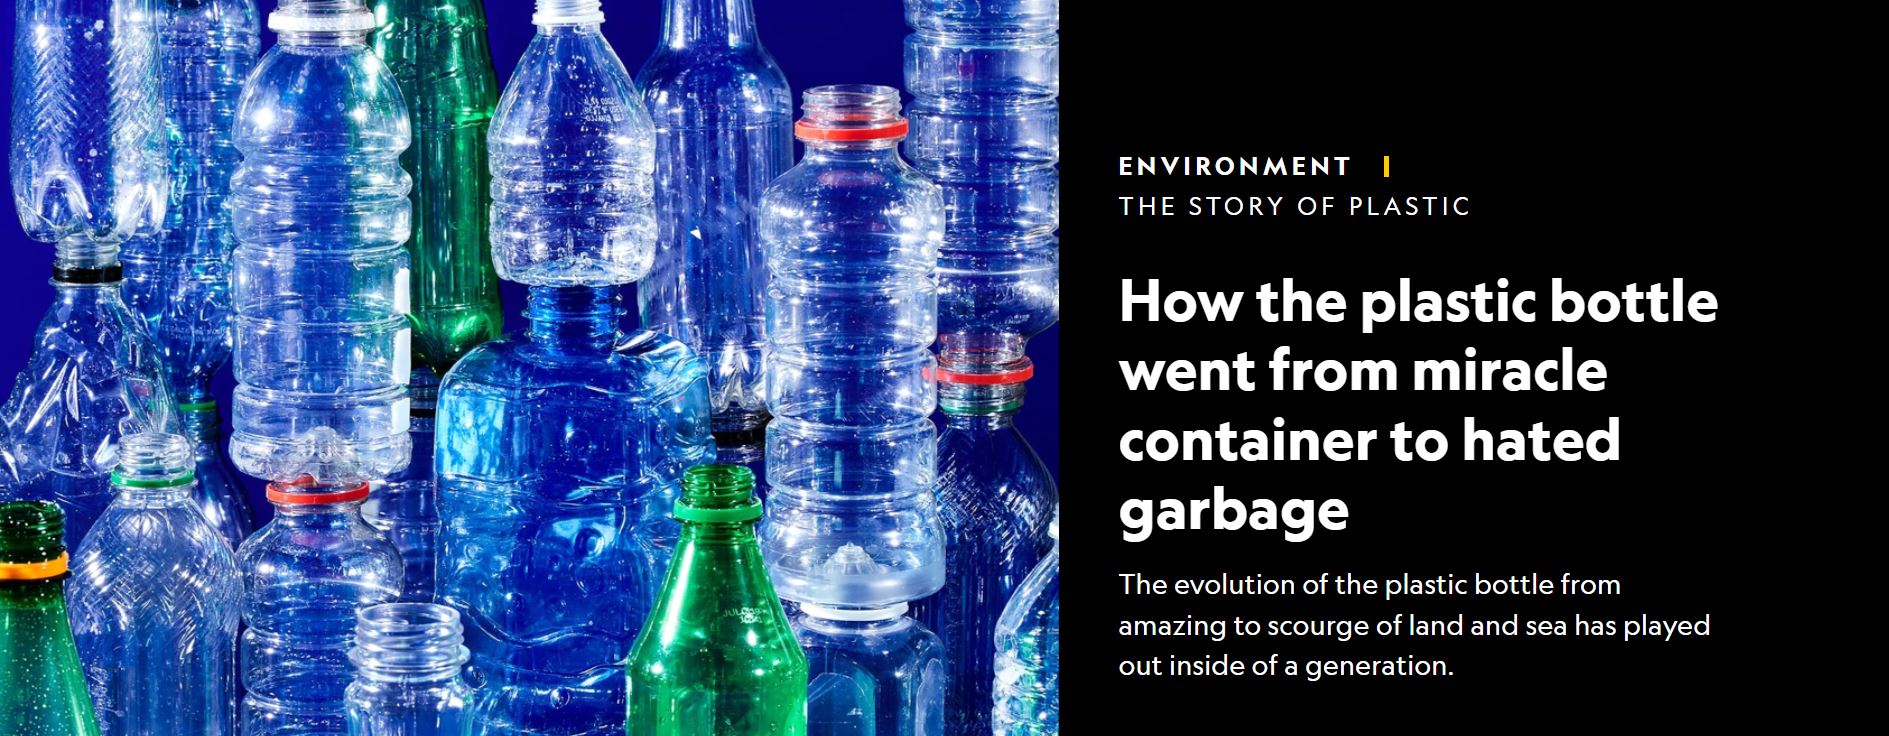 ENVIRONMENT
THE STORY OF PLASTIC
How the plastic bottle
went from miracle
container to hated
garbage
The evolution of the plastic bottle from
amazing to scourge of land and sea has played
out inside of a generation.